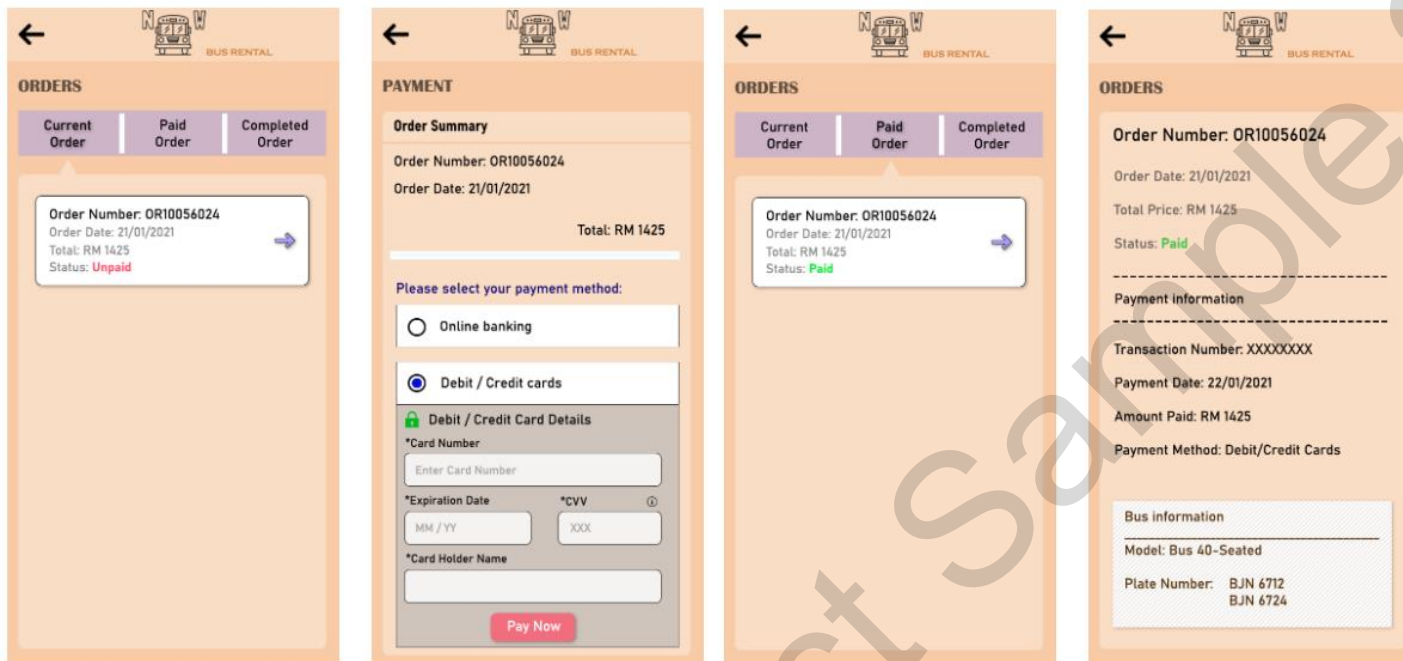 N W
BUS RENTAL
ORDERS
Current
Order
Paid
Order
Completed
Order
Order Number: OR10056024
Order Date: 21/01/2021
Total: RM 1425
Status: Unpaid
N W
BUS RENTAL
PAYMENT
Order Summary
Order Number: OR10056024
Order Date: 21/01/2021
Total: RM 1425
Please select your payment method:
Online banking
Debit / Credit cards
Debit / Credit Card Details
*Card Number
Enter Card Number
*Expiration Date *CVV
MM / YY XXX
*Card Holder Name
Pay Now
N W
BUS RENTAL
ORDERS
Current
Order
Paid
Order
Completed
Order
Order Number: OR10056024
Order Date: 21/01/2021
Total: RM 1425
Status: Paid
N W
BUS RENTAL
ORDERS
Order Number: OR10056024
Order Date: 21/01/2021
Total Price: RM 1425
Status: Paid
Payment information
Transaction Number: XXXXXXXX
Payment Date: 22/01/2021
Amount Paid: RM 1425
Payment Method: Debit/Credit Cards
Bus information
Model: Bus 40-Seated
Plate Number: BJN 6712
BJN 6724
Sample